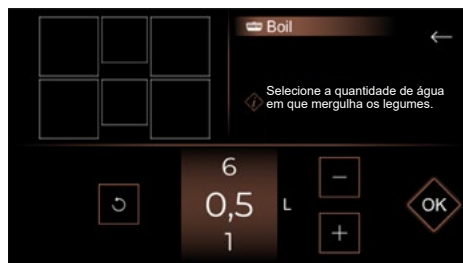 Boil
Selecione a quantidade de água
em que mergulha os legumes.
6
0,5 L
1
OK